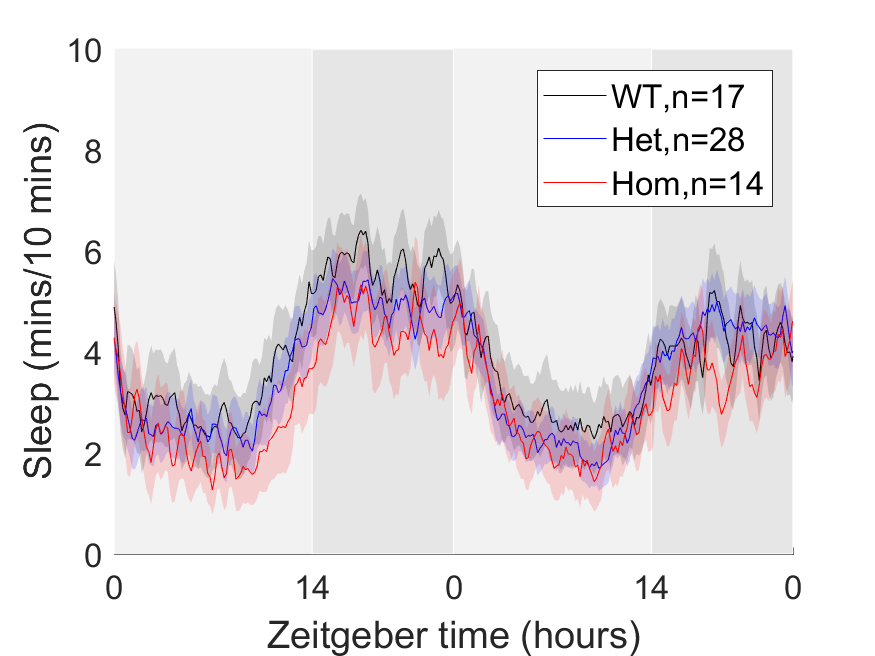 10
8
6
4
2
0
Sleep (mins/10 mins)
WT,n=17
Het,n=28
Hom,n=14
0 14 0 14 0
Zeitgeber time (hours)